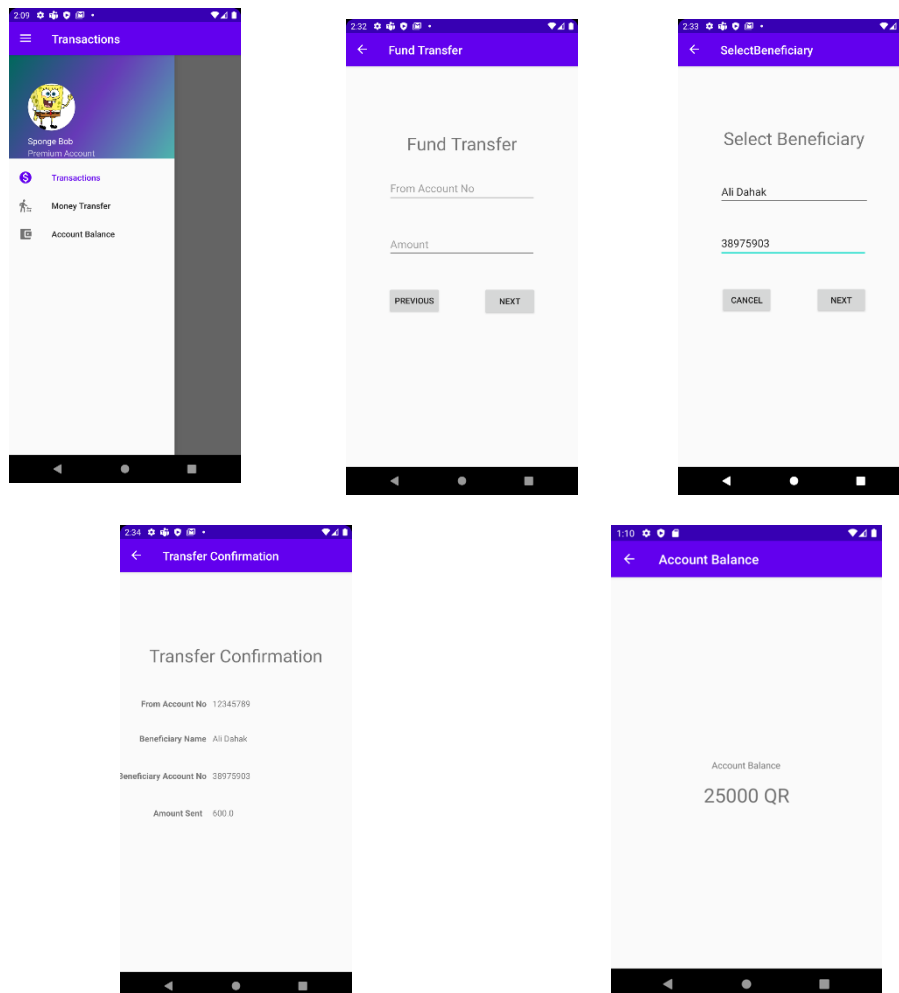 2:09
Transactions
Sponge Bob
Premium Account
Transactions
Money Transfer
Account Balance
2:32
Fund Transfer
Fund Transfer
From Account No
Amount
PREVIOUS NEXT
2:33
SelectBeneficiary
Select Beneficiary
Ali Dahak
38975903
CANCEL NEXT
2:34
Transfer Confirmation
Transfer Confirmation
From Account No 12345789
Beneficiary Name Ali Dahak
Beneficiary Account No 38975903
Amount Sent 600.0
1:10
Account Balance
Account Balance
25000 QR